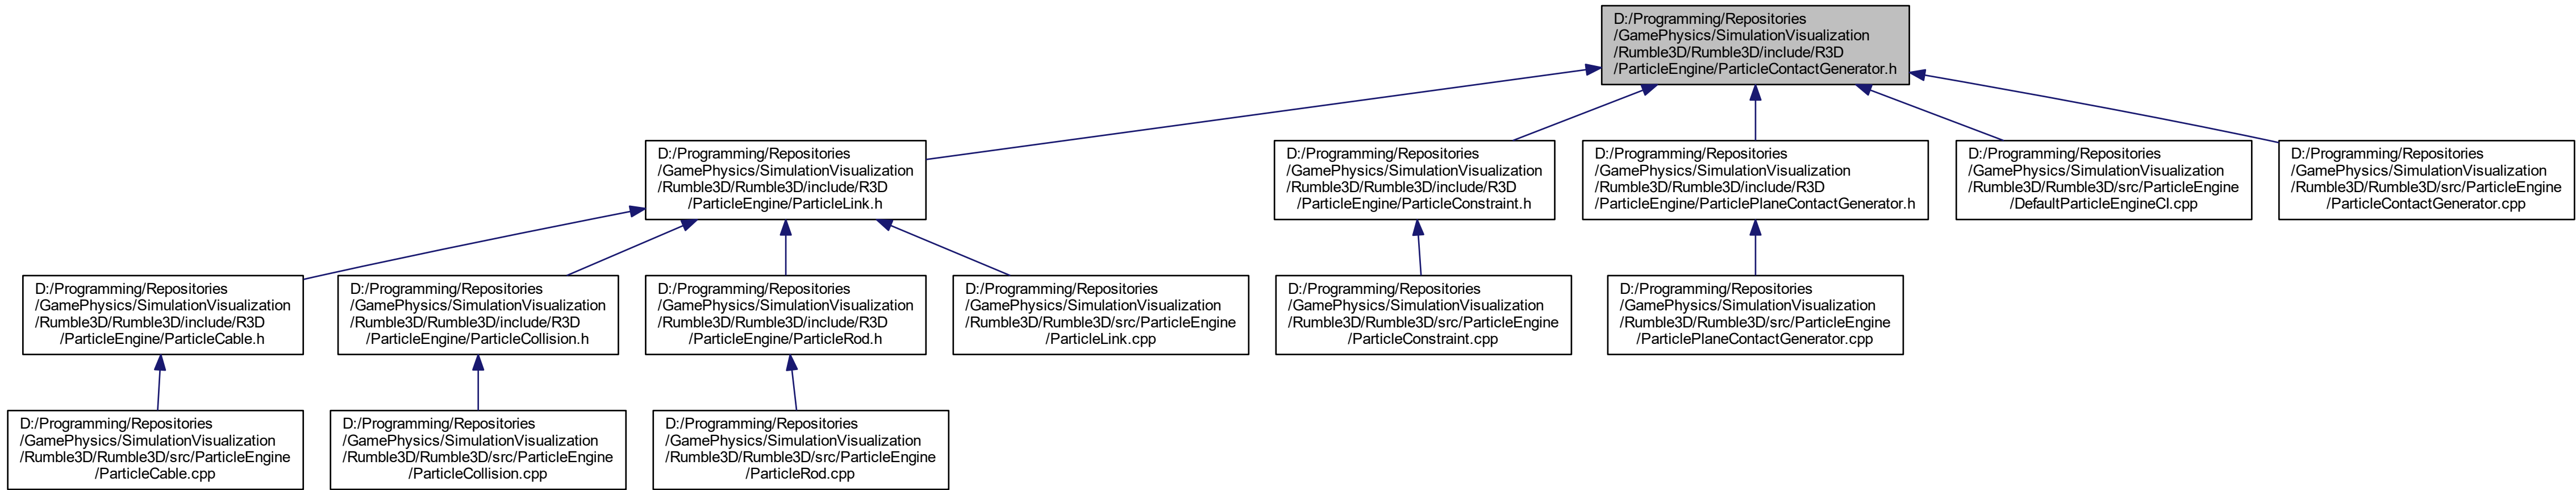 D:/Programming/Repositories
/GamePhysics/SimulationVisualization
/Rumble3D/Rumble3D/include/R3D
/ParticleEngine/ParticleContactGenerator.h
D:/Programming/Repositories
/GamePhysics/SimulationVisualization
/Rumble3D/Rumble3D/include/R3D
/ParticleEngine/ParticleLink.h
D:/Programming/Repositories
/GamePhysics/SimulationVisualization
/Rumble3D/Rumble3D/include/R3D
/ParticleEngine/ParticleConstraint.h
D:/Programming/Repositories
/GamePhysics/SimulationVisualization
/Rumble3D/Rumble3D/include/R3D
/ParticleEngine/ParticlePlaneContactGenerator.h
D:/Programming/Repositories
/GamePhysics/SimulationVisualization
/Rumble3D/Rumble3D/src/ParticleEngine
/DefaultParticleEngineCI.cpp
D:/Programming/Repositories
/GamePhysics/SimulationVisualization
/Rumble3D/Rumble3D/src/ParticleEngine
/ParticleContactGenerator.cpp
D:/Programming/Repositories
/GamePhysics/SimulationVisualization
/Rumble3D/Rumble3D/include/R3D
/ParticleEngine/ParticleCable.h
D:/Programming/Repositories
/GamePhysics/SimulationVisualization
/Rumble3D/Rumble3D/include/R3D
/ParticleEngine/ParticleCollision.h
D:/Programming/Repositories
/GamePhysics/SimulationVisualization
/Rumble3D/Rumble3D/include/R3D
/ParticleEngine/ParticleRod.h
D:/Programming/Repositories
/GamePhysics/SimulationVisualization
/Rumble3D/Rumble3D/src/ParticleEngine
/ParticleLink.cpp
D:/Programming/Repositories
/GamePhysics/SimulationVisualization
/Rumble3D/Rumble3D/src/ParticleEngine
/ParticleConstraint.cpp
D:/Programming/Repositories
/GamePhysics/SimulationVisualization
/Rumble3D/Rumble3D/src/ParticleEngine
/ParticlePlaneContactGenerator.cpp
D:/Programming/Repositories
/GamePhysics/SimulationVisualization
/Rumble3D/Rumble3D/src/ParticleEngine
/ParticleCable.cpp
D:/Programming/Repositories
/GamePhysics/SimulationVisualization
/Rumble3D/Rumble3D/src/ParticleEngine
/ParticleCollision.cpp
D:/Programming/Repositories
/GamePhysics/SimulationVisualization
/Rumble3D/Rumble3D/src/ParticleEngine
/ParticleRod.cpp